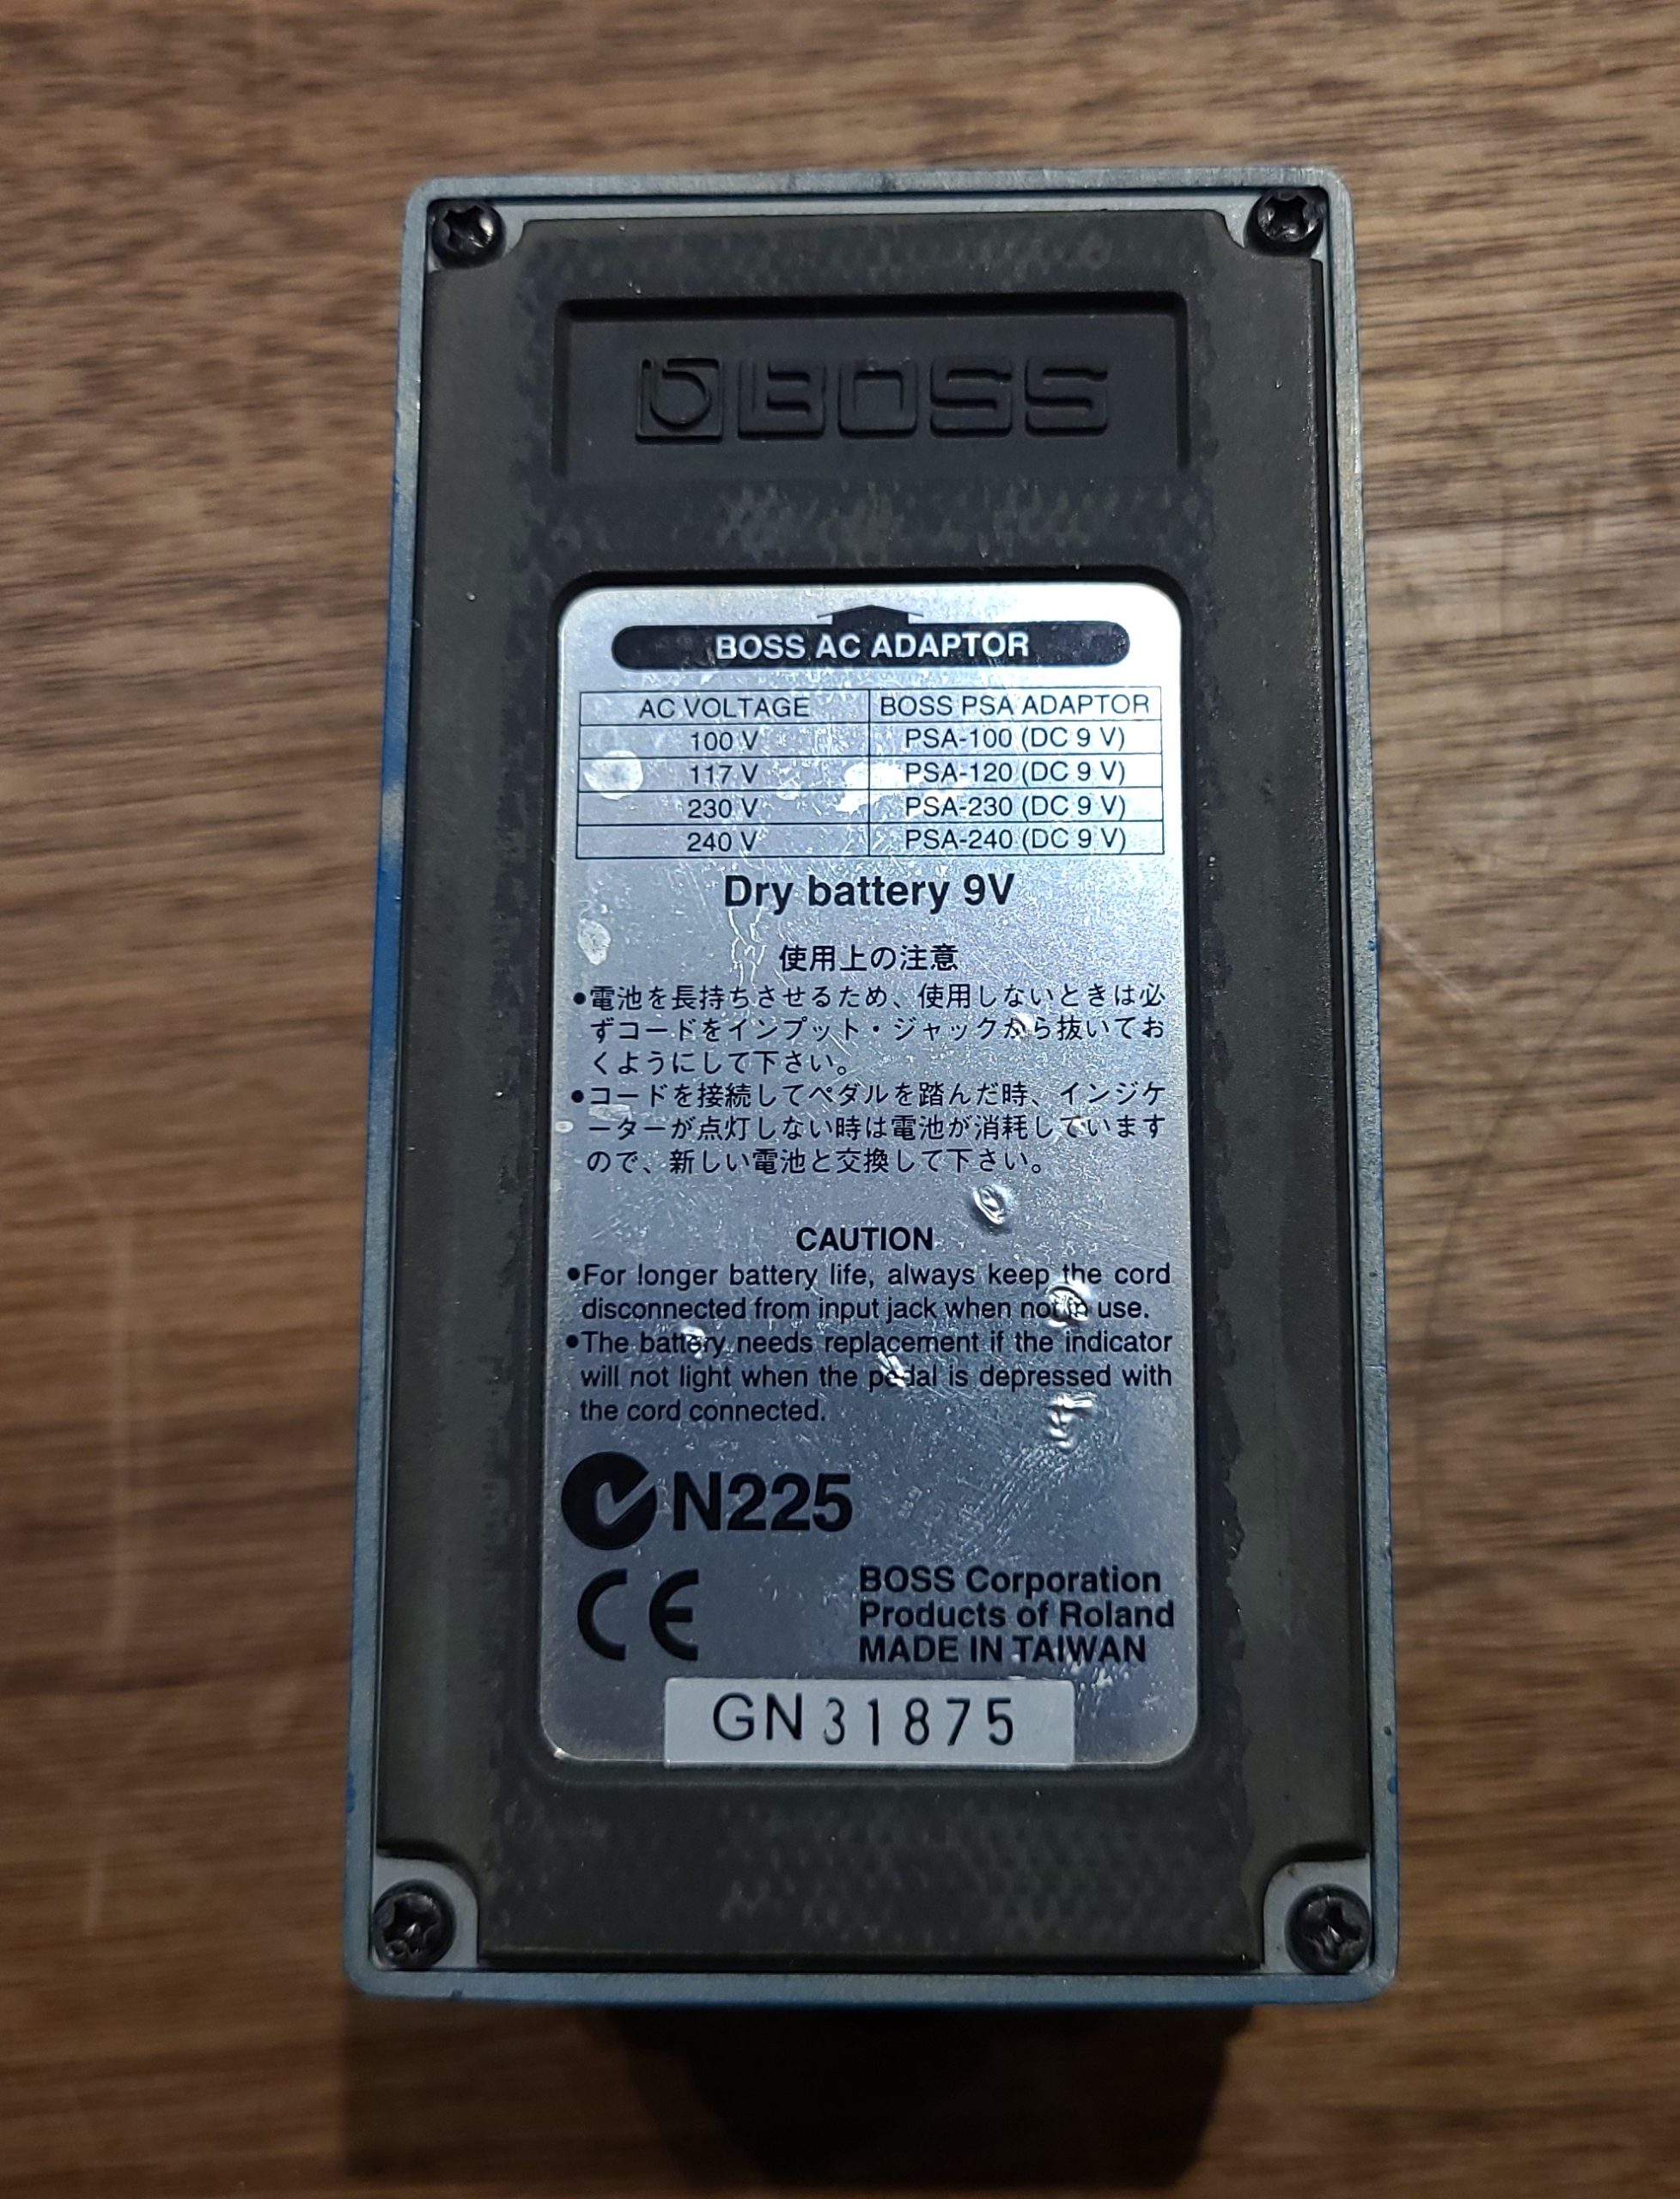 BOSS
BOSS AC ADAPTOR
AC VOLTAGE BOSS PSA ADAPTOR
100 V PSA-100 (DC 9 V)
117 V PSA-120 (DC 9 V)
230 V PSA-230 (DC 9 V)
240 V PSA-240 (DC 9 V)
Dry battery 9V
使用上の注意
●電池を長持ちさせるため、使用しないときは必
ずコードをインプット・ジャックから抜いてお
くようにして下さい。
●コードを接続してペダルを踏んだ時、インジケ
ーターが点灯しない時は電池が消耗しています
ので、新しい電池と交換して下さい。
CAUTION
●For longer battery life, always keep the cord
disconnected from input jack when not in use.
●The battery needs replacement if the indicator
will not light when the pedal is depressed with
the cord connected.
N225
CE
BOSS Corporation
Products of Roland
MADE IN TAIWAN
GN31875